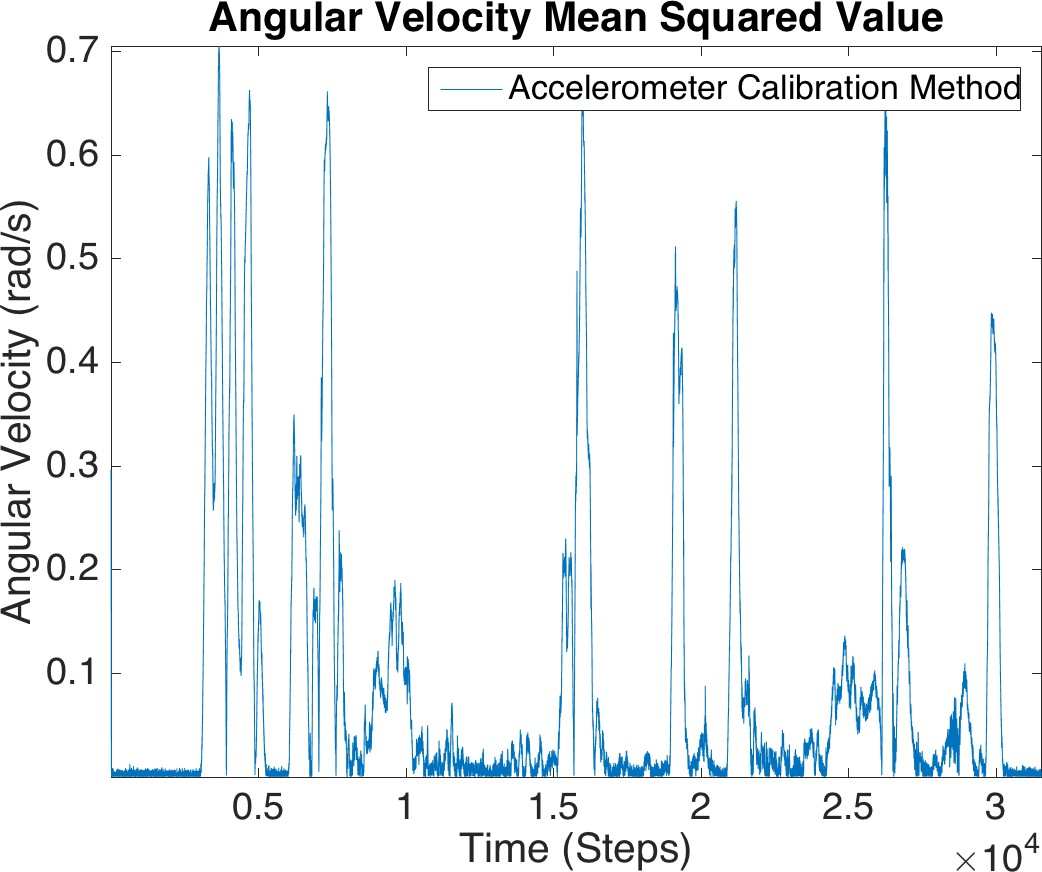 Angular Velocity Mean Squared Value
Accelerometer Calibration Method
Angular Velocity (rad/s)
0.7
0.6
0.5
0.4
0.3
0.2
0.1
0.5 1 1.5 2 2.5 3
Time (Steps)
×10⁴